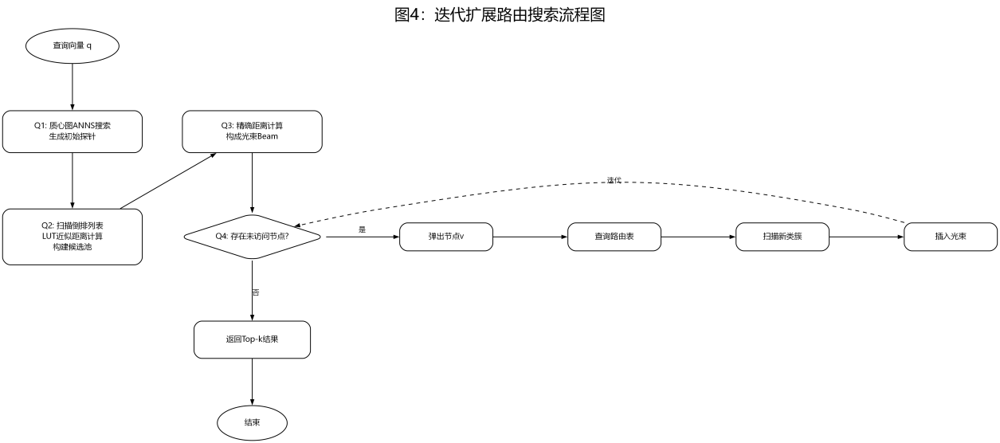 图4：迭代扩展路由搜索流程图
查询向量 q
Q1: 质心图ANNS搜索
生成初始探针
Q2: 扫描倒排列表
LUT近似距离计算
构建候选池
Q3: 精确距离计算
构成光束Beam
Q4: 存在未访问节点?
是
弹出节点v
查询路由表
扫描新类簇
插入光束
迭代
否
返回Top-k结果
结束